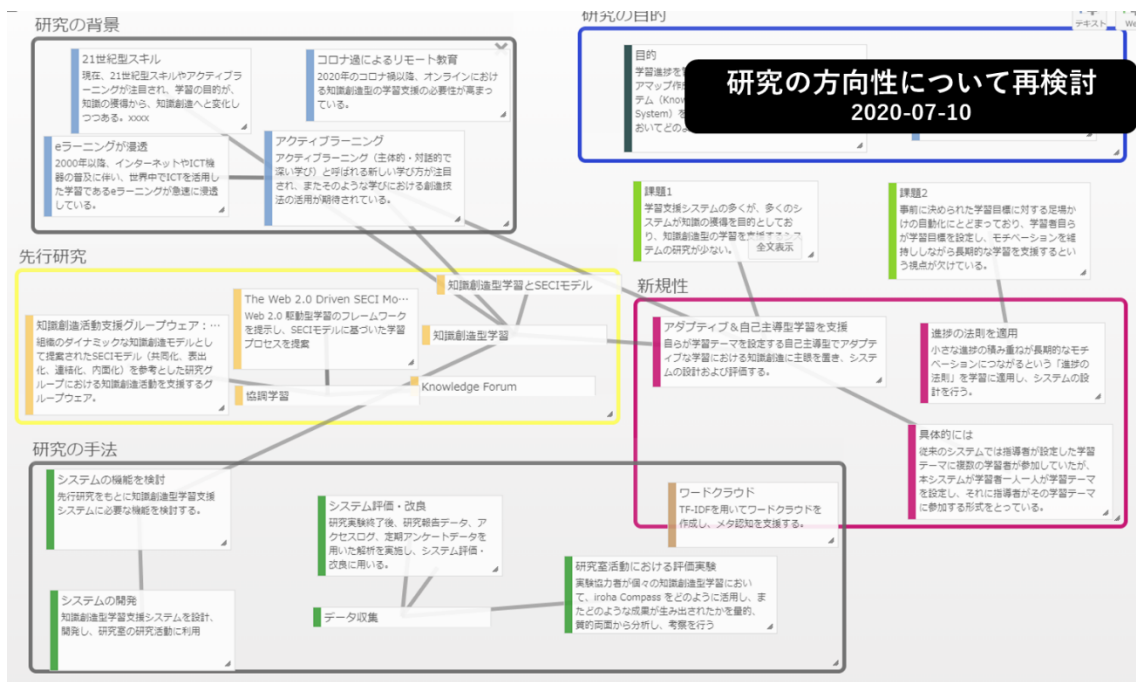 研究の背景
21世紀型スキル
現在、21世紀型スキルやアクティブラ
ーニングが注目され、学習の目的が、
知識の獲得から、知識創造へと変化し
つつある。xxxx
コロナ過によるリモート教育
2020年のコロナ禍以降、オンラインにおけ
る知識創造型の学習支援の必要性が高まっ
ている。
eラーニングが浸透
2000年以降、インターネットやICT機
器の普及に伴い、世界中でICTを活用し
た学習であるeラーニングが急速に浸透
している。
アクティブラーニング
アクティブラーニング（主体的・対話的で
深い学び）と呼ばれる新しい学び方が注目
され、またそのような学びにおける創造技
法の活用が期待されている。
研究の目的
テキスト
We
目的
学習進捗を
アマップ作
テム（Know
System）を
おいてどのよ
研究の方向性について再検討
2020-07-10
課題1
学習支援システムの多くが、多くのシ
ステムが知識の獲得を目的としてお
り、知識創造型の学習を支援するシス
テムの研究が少ない。
全文表示
課題2
事前に決められた学習目標に対する足場か
けの自動化にとどまっており、学習者自ら
が学習目標を設定し、モチベーションを維
持ししながら長期的な学習を支援するとい
う視点が欠けている。
先行研究
知識創造型学習とSECIモデル
The Web 2.0 Driven SECI Mo…
Web 2.0 駆動型学習のフレームワーク
を提示し、SECIモデルに基づいた学習
プロセスを提案
知識創造活動支援グループウェア：…
組織のダイナミックな知識創造モデルとし
て提案されたSECIモデル（共同化、表出
化、連結化、内面化）を参考とした研究グ
ループにおける知識創造活動を支援するグ
ループウェア。
知識創造型学習
協調学習
Knowledge Forum
新規性
アダプティブ＆自己主導型学習を支援
自らが学習テーマを設定する自己主導型でアダプテ
ィブな学習における知識創造に主眼を置き、システ
ムの設計および評価する。
進捗の法則を適用
小さな進捗の積み重ねが長期的なモチ
ベーションにつながるという「進捗の
法則」を学習に適用し、システムの設
計を行う。
具体的には
従来のシステムでは指導者が設定した学習
テーマに複数の学習者が参加していたが、
本システムが学習者一人一人が学習テーマ
を設定し、それに指導者がその学習テーマ
に参加する形式をとっている。
研究の手法
システムの機能を検討
先行研究をもとに知識創造型学習支援
システムに必要な機能を検討する。
システム評価・改良
研究実験終了後、研究報告データ、ア
クセスログ、定期アンケートデータを
用いた解析を実施し、システム評価・
改良に用いる。
ワードクラウド
TF-IDFを用いてワードクラウドを
作成し、メタ認知を支援する。
システムの開発
知識創造型学習支援システムを設計、
開発し、研究室の研究活動に利用
データ収集
研究室活動における評価実験
実験協力者が個々の知識創造型学習におい
て、iroha Compass をどのように活用し、ま
たどのような成果が生み出されたかを量的、
質的両面から分析し、考察を行う